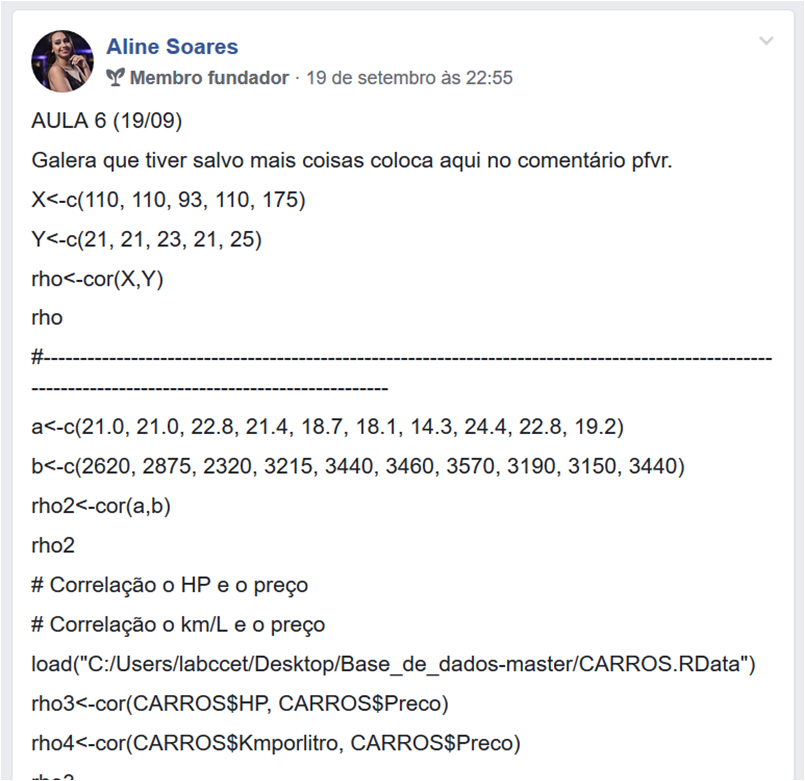 Aline Soares
Membro fundador · 19 de setembro às 22:55
AULA 6 (19/09)
Galera que tiver salvo mais coisas coloca aqui no comentário pfvr.
X<-c(110, 110, 93, 110, 175)
Y<-c(21, 21, 23, 21, 25)
rho<-cor(X,Y)
rho
#----------------------------------------------------------------------------------------------------
-------------------------------------------------
a<-c(21.0, 21.0, 22.8, 21.4, 18.7, 18.1, 14.3, 24.4, 22.8, 19.2)
b<-c(2620, 2875, 2320, 3215, 3440, 3460, 3570, 3190, 3150, 3440)
rho2<-cor(a,b)
rho2
# Correlação o HP e o preço
# Correlação o km/L e o preço
load("C:/Users/labccet/Desktop/Base_de_dados-master/CARROS.RData")
rho3<-cor(CARROS$HP, CARROS$Preco)
rho4<-cor(CARROS$Kmporlitro, CARROS$Preco)
rho3